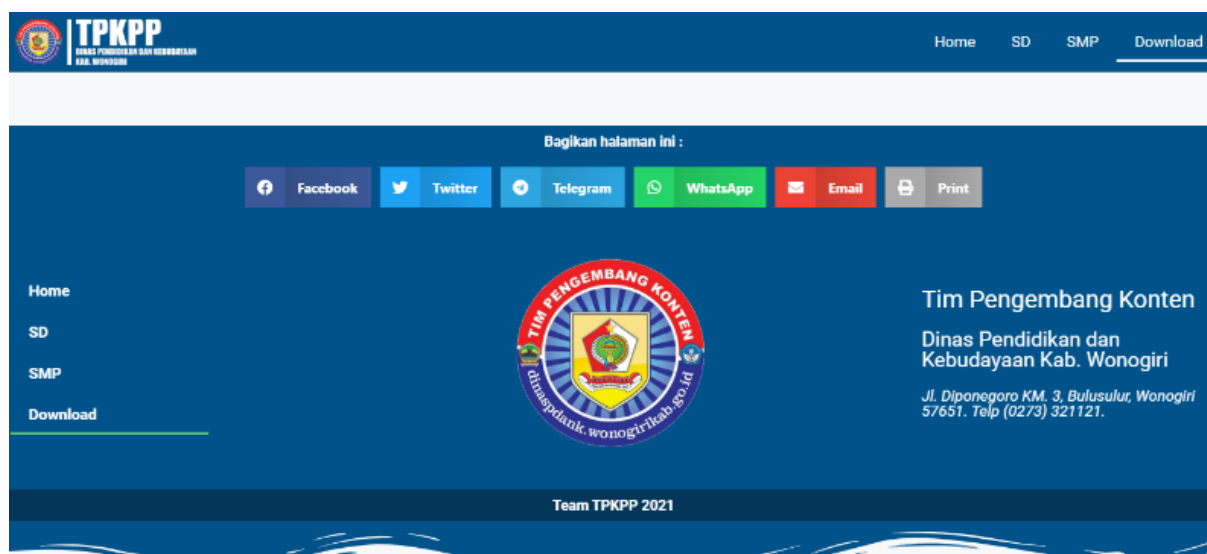 TPKPP
DINAS PENDIDIKAN DAN KEBUDAYAAN
KAB. WONOGIRI
Home SD SMP Download
Bagikan halaman ini :
Facebook Twitter Telegram WhatsApp Email Print
Home
SD
SMP
Download
TIM PENGEMBANG KONTEN
dinaspdank.wonogirikab.go.id
Tim Pengembang Konten
Dinas Pendidikan dan
Kebudayaan Kab. Wonogiri
Jl. Diponegoro KM. 3, Bulusulur, Wonogiri
57651. Telp (0273) 321121.
Team TPKPP 2021